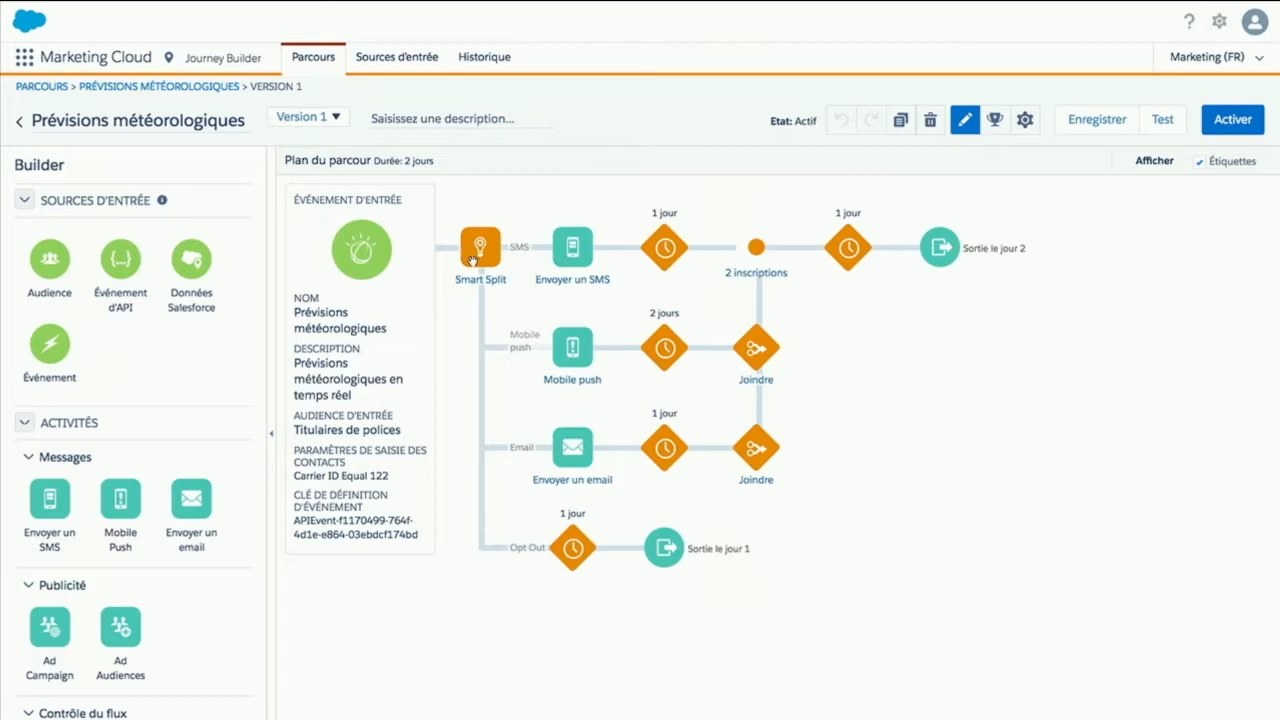 Marketing Cloud
Journey Builder
Parcours
Sources d'entrée
Historique
Marketing (FR)
PARCOURS > PRÉVISIONS MÉTÉOROLOGIQUES > VERSION 1
Prévisions météorologiques
Version 1
Saisissez une description...
Etat: Actif
Enregistrer
Test
Activer
Builder
Plan du parcours Durée: 2 jours
Afficher
Étiquettes
SOURCES D'ENTRÉE
Audience
Événement
d'API
Données
Salesforce
Événement
ACTIVITÉS
Messages
Envoyer un
SMS
Mobile
Push
Envoyer un
email
Publicité
Ad
Campaign
Ad
Audiences
Contrôle du flux
ÉVÉNEMENT D'ENTRÉE
NOM
Prévisions
météorologiques
DESCRIPTION
Prévisions
météorologiques en
temps réel
AUDIENCE D'ENTRÉE
Titulaires de polices
PARAMÈTRES DE SAISIE DES
CONTACTS
Carrier ID Equal 122
CLÉ DE DÉFINITION
D'ÉVÉNEMENT
APIEvent-f1170499-764f-
4d1e-e864-03ebdcf174bd
Smart Split
SMS
Envoyer un SMS
1 jour
2 inscriptions
1 jour
Sortie le jour 2
Mobile
push
Mobile push
2 jours
Joindre
Email
Envoyer un email
1 jour
Joindre
Opt Out
1 jour
Sortie le jour 1